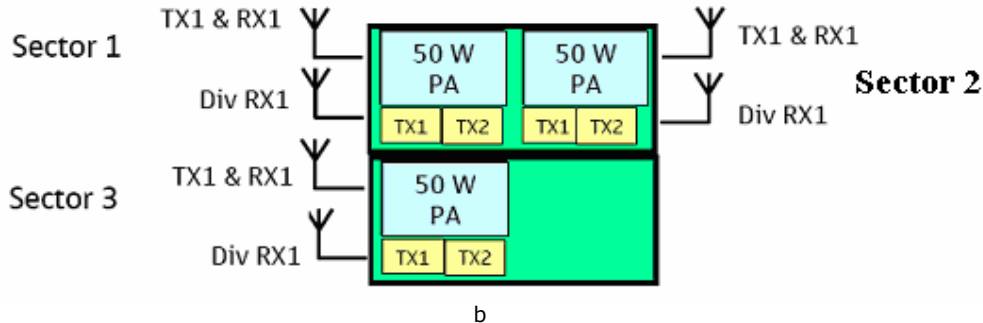 TX1 & RX1
Sector 1
Div RX1
50 W
PA
TX1 TX2
50 W
PA
TX1 TX2
TX1 & RX1
Sector 2
Div RX1
TX1 & RX1
Sector 3
Div RX1
50 W
PA
TX1 TX2
b